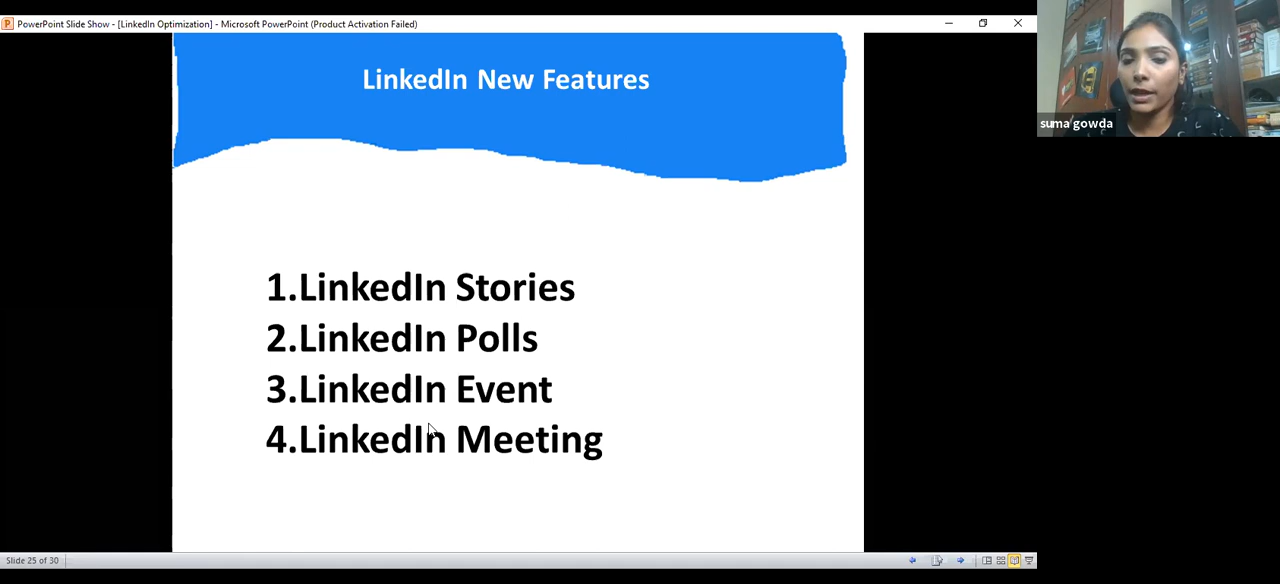 PowerPoint Slide Show - [LinkedIn Optimization] - Microsoft PowerPoint (Product Activation Failed)
LinkedIn New Features
suma gowda
1.LinkedIn Stories
2.LinkedIn Polls
3.LinkedIn Event
4.LinkedIn Meeting
Slide 25 of 30